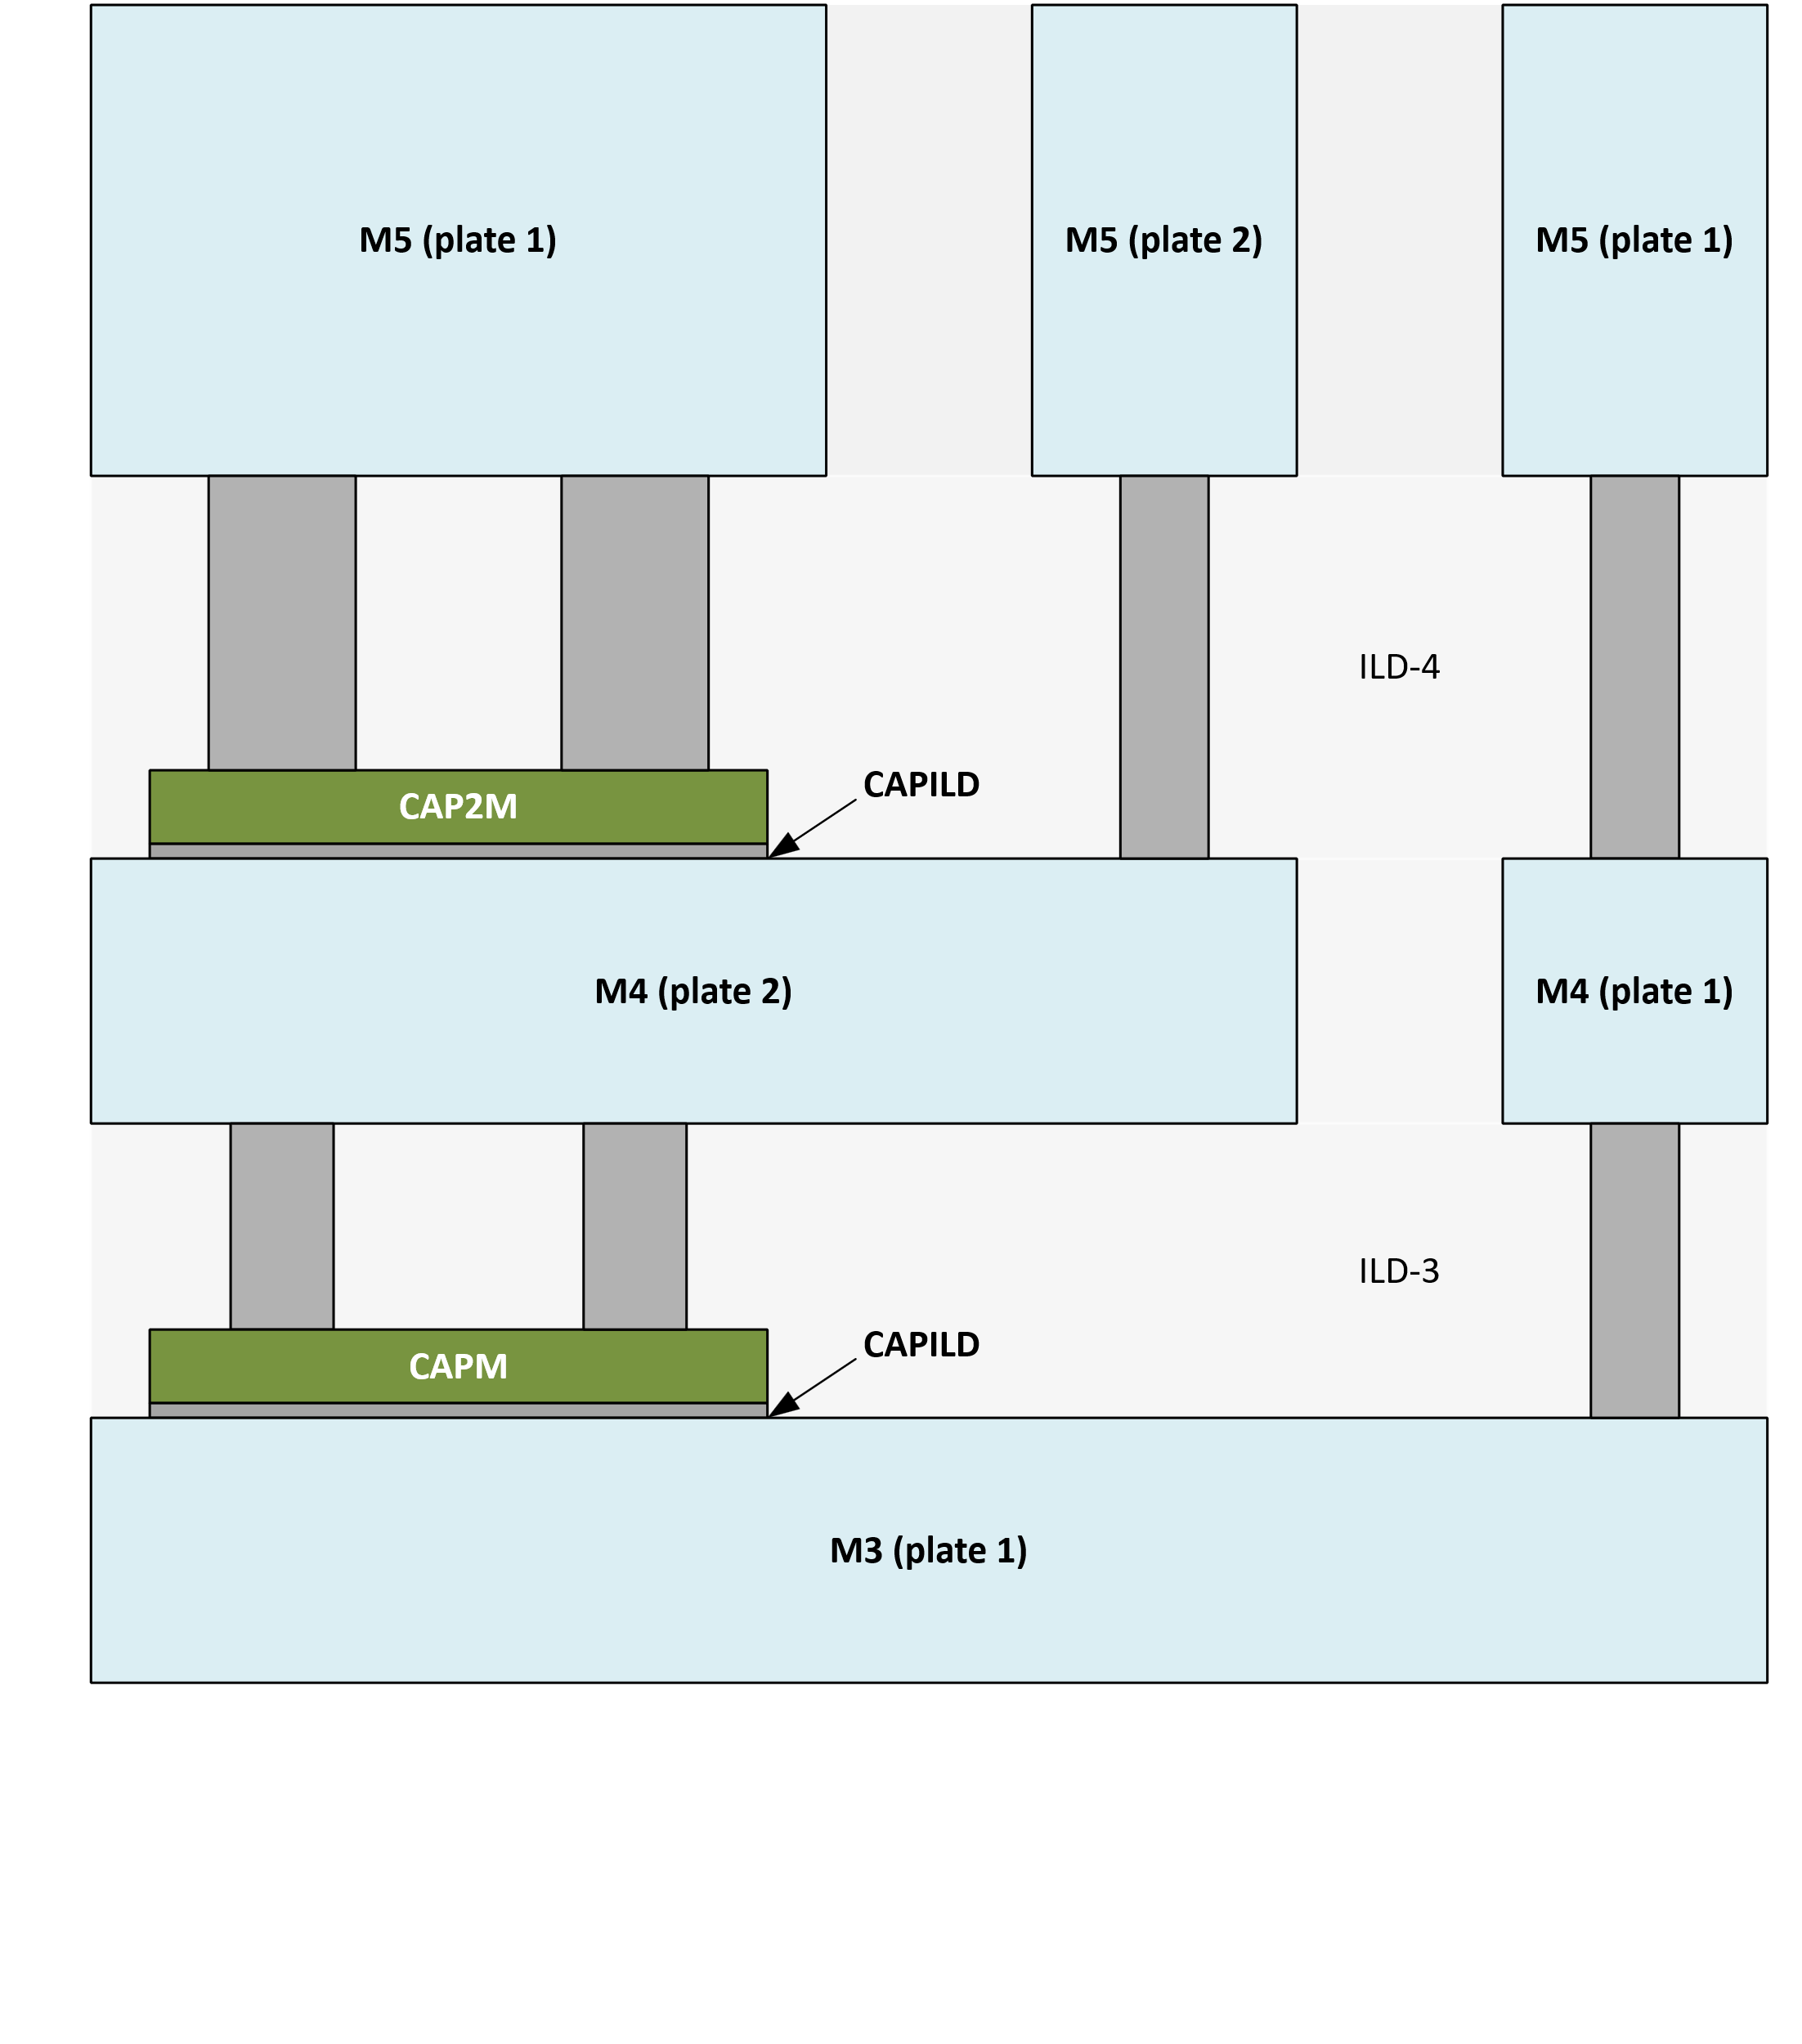 M5 (plate 1)
M5 (plate 2)
M5 (plate 1)
ILD-4
CAPILD
CAP2M
M4 (plate 2)
M4 (plate 1)
ILD-3
CAPILD
CAPM
M3 (plate 1)